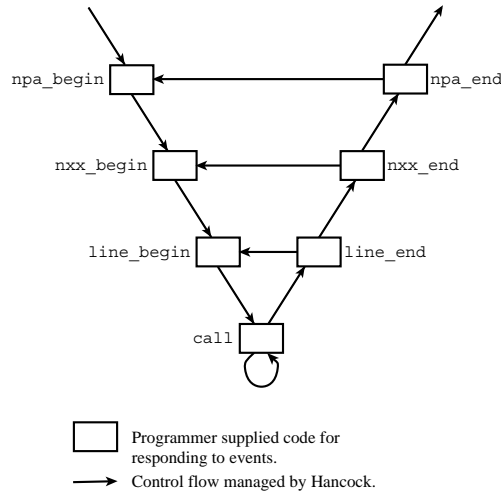 npa_begin
npa_end
nxx_begin
nxx_end
line_begin
line_end
call
Programmer supplied code for
responding to events.
Control flow managed by Hancock.